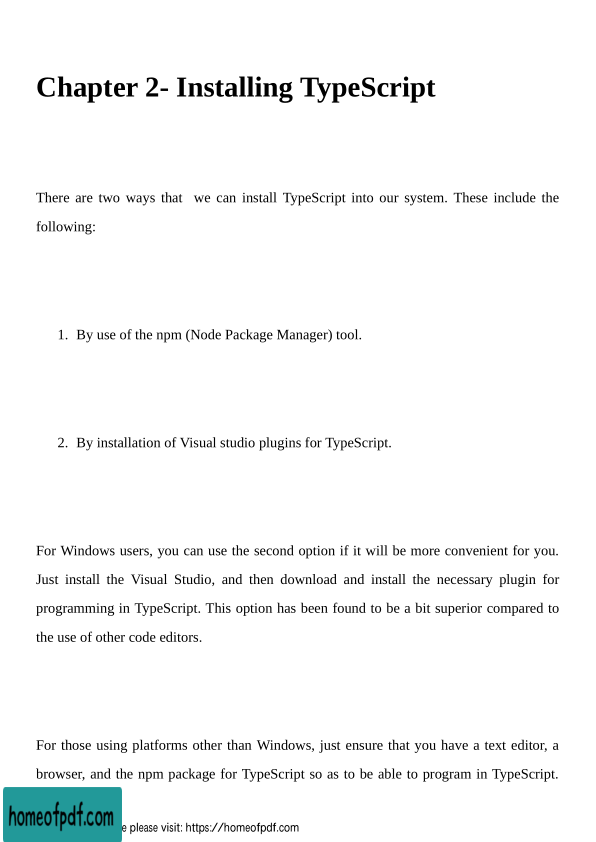 Chapter 2- Installing TypeScript
There are two ways that we can install TypeScript into our system. These include the
following:
1. By use of the npm (Node Package Manager) tool.
2. By installation of Visual studio plugins for TypeScript.
For Windows users, you can use the second option if it will be more convenient for you.
Just install the Visual Studio, and then download and install the necessary plugin for
programming in TypeScript. This option has been found to be a bit superior compared to
the use of other code editors.
For those using platforms other than Windows, just ensure that you have a text editor, a
browser, and the npm package for TypeScript so as to be able to program in TypeScript.
homeofpdf.com
please visit: https://homeofpdf.com